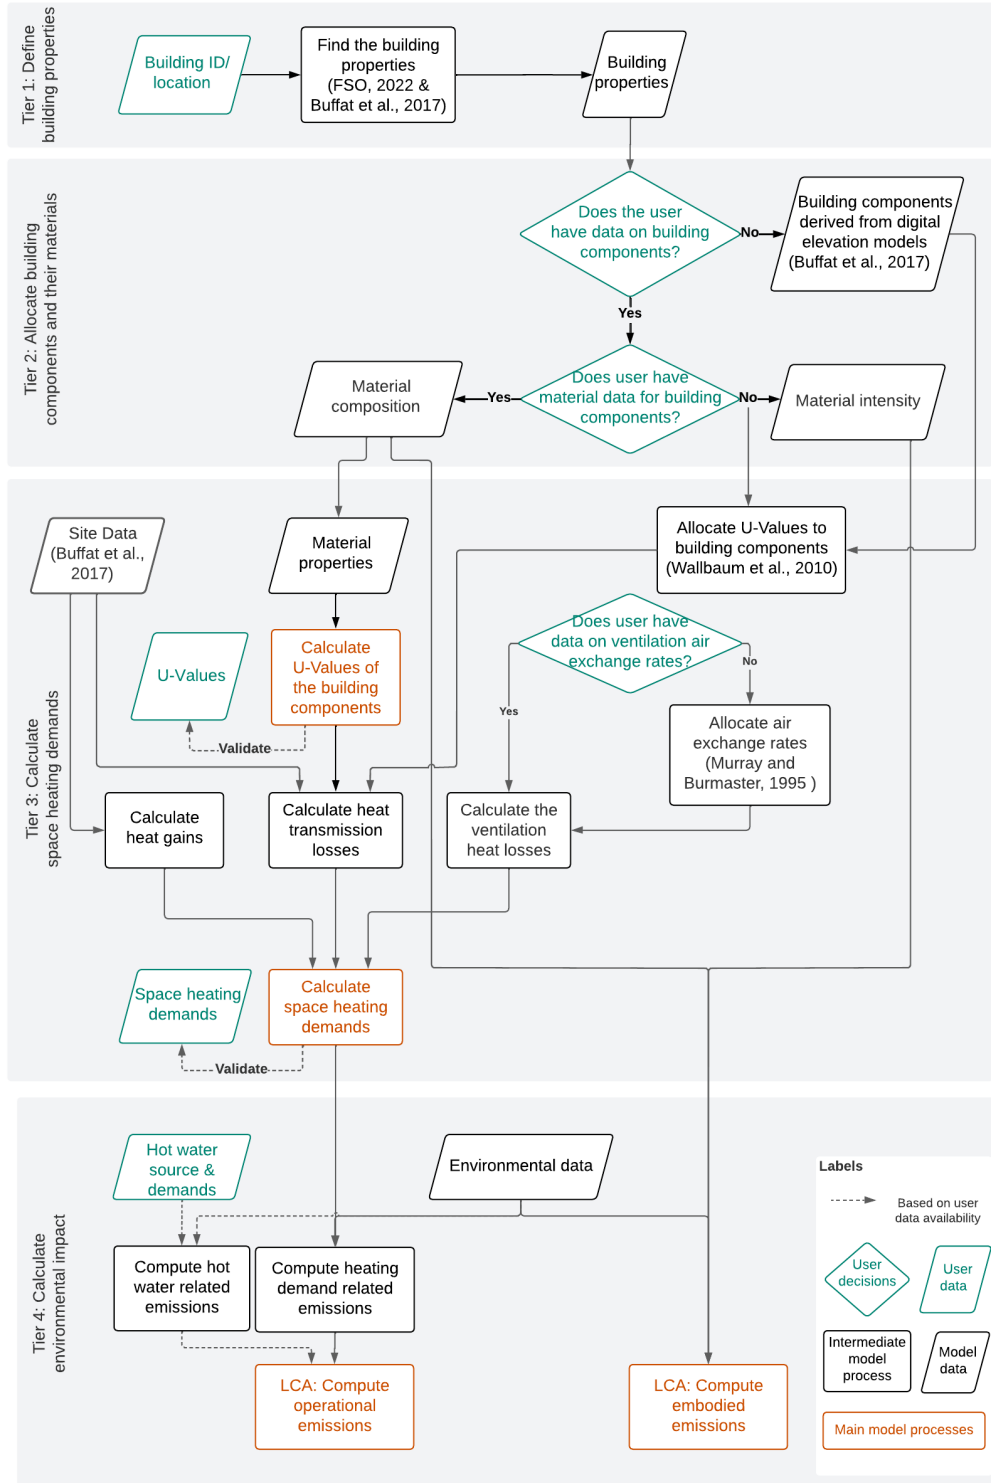 Tier 1: Define
building properties
Building ID/
location
Find the building
properties
(FSO, 2022 &
Buffat et al., 2017)
Building
properties
Tier 2: Allocate building
components and their materials
Does the user
have data on building
components?
No
Building components
derived from digital
elevation models
(Buffat et al., 2017)
Yes
Does user have
material data for building
components?
Yes
Material
composition
No
Material intensity
Tier 3: Calculate
space heating demands
Site Data
(Buffat et al.,
2017)
Material
properties
Allocate U-Values to
building components
(Wallbaum et al., 2010)
U-Values
Calculate
U-Values of
the building
components
Validate
Does user have
data on ventilation air
exchange rates?
No
Yes
Allocate air
exchange rates
(Murray and
Burmaster, 1995 )
Calculate
heat gains
Calculate heat
transmission
losses
Calculate the
ventilation
heat losses
Space heating
demands
Calculate
space heating
demands
Validate
Tier 4: Calculate
environmental impact
Hot water
source &
demands
Environmental data
Compute hot
water related
emissions
Compute heating
demand related
emissions
LCA: Compute
operational
emissions
LCA: Compute
embodied
emissions
Labels
Based on user
data availability
User
decisions
User
data
Intermediate
model
process
Model
data
Main model processes